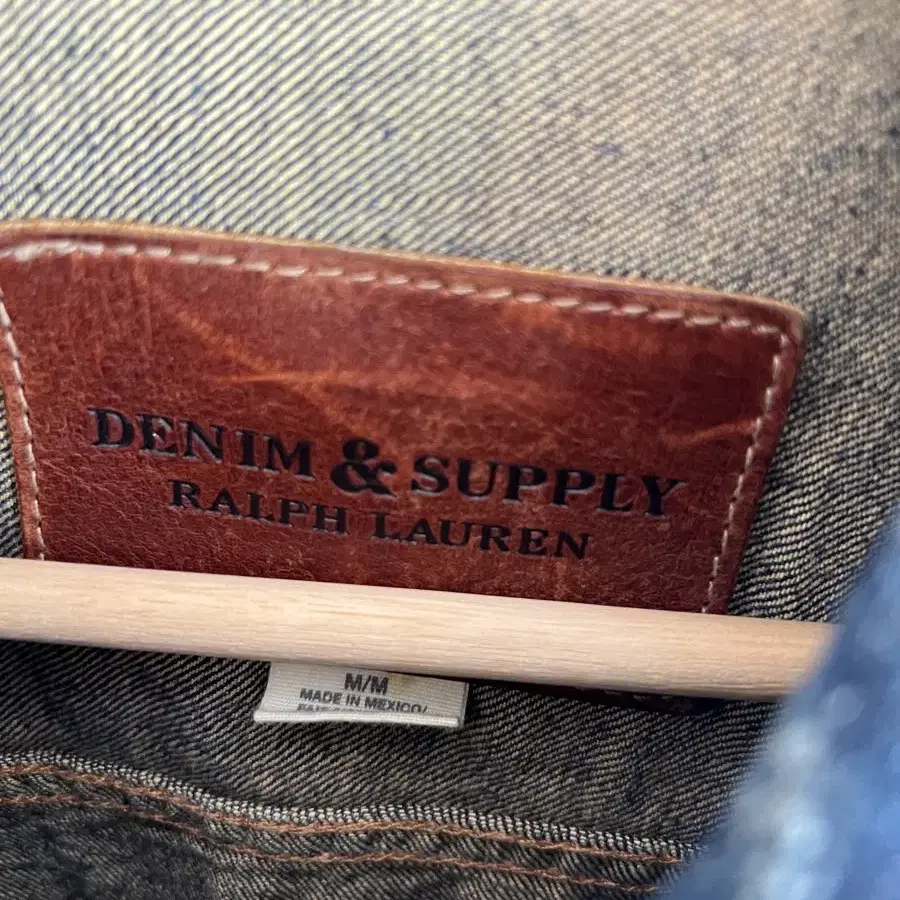 DENIM & SUPPLY
RALPH LAUREN
M/M
MADE IN MEXICO/